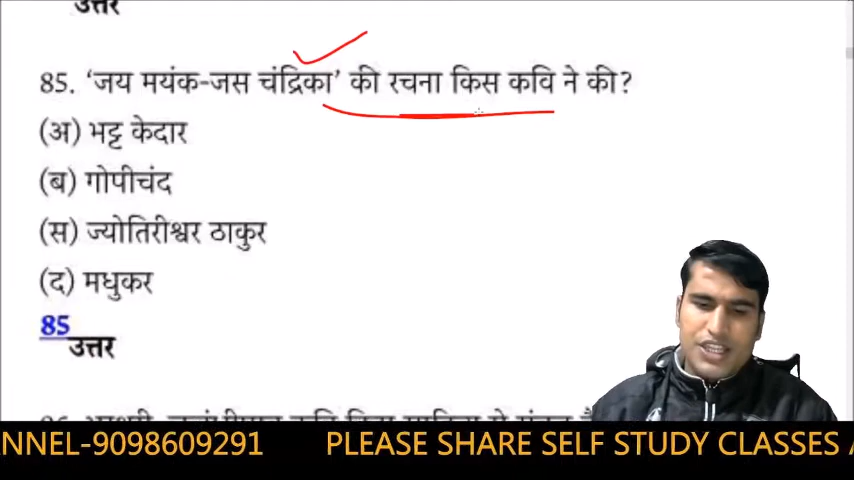 उत्तर
85. ‘जय मयंक-जस चंद्रिका’ की रचना किस कवि ने की?
(अ) भट्ट केदार
(ब) गोपीचंद
(स) ज्योतिरीश्वर ठाकुर
(द) मधुकर
85
उत्तर
ANNEL-9098609291 PLEASE SHARE SELF STUDY CLASSES A